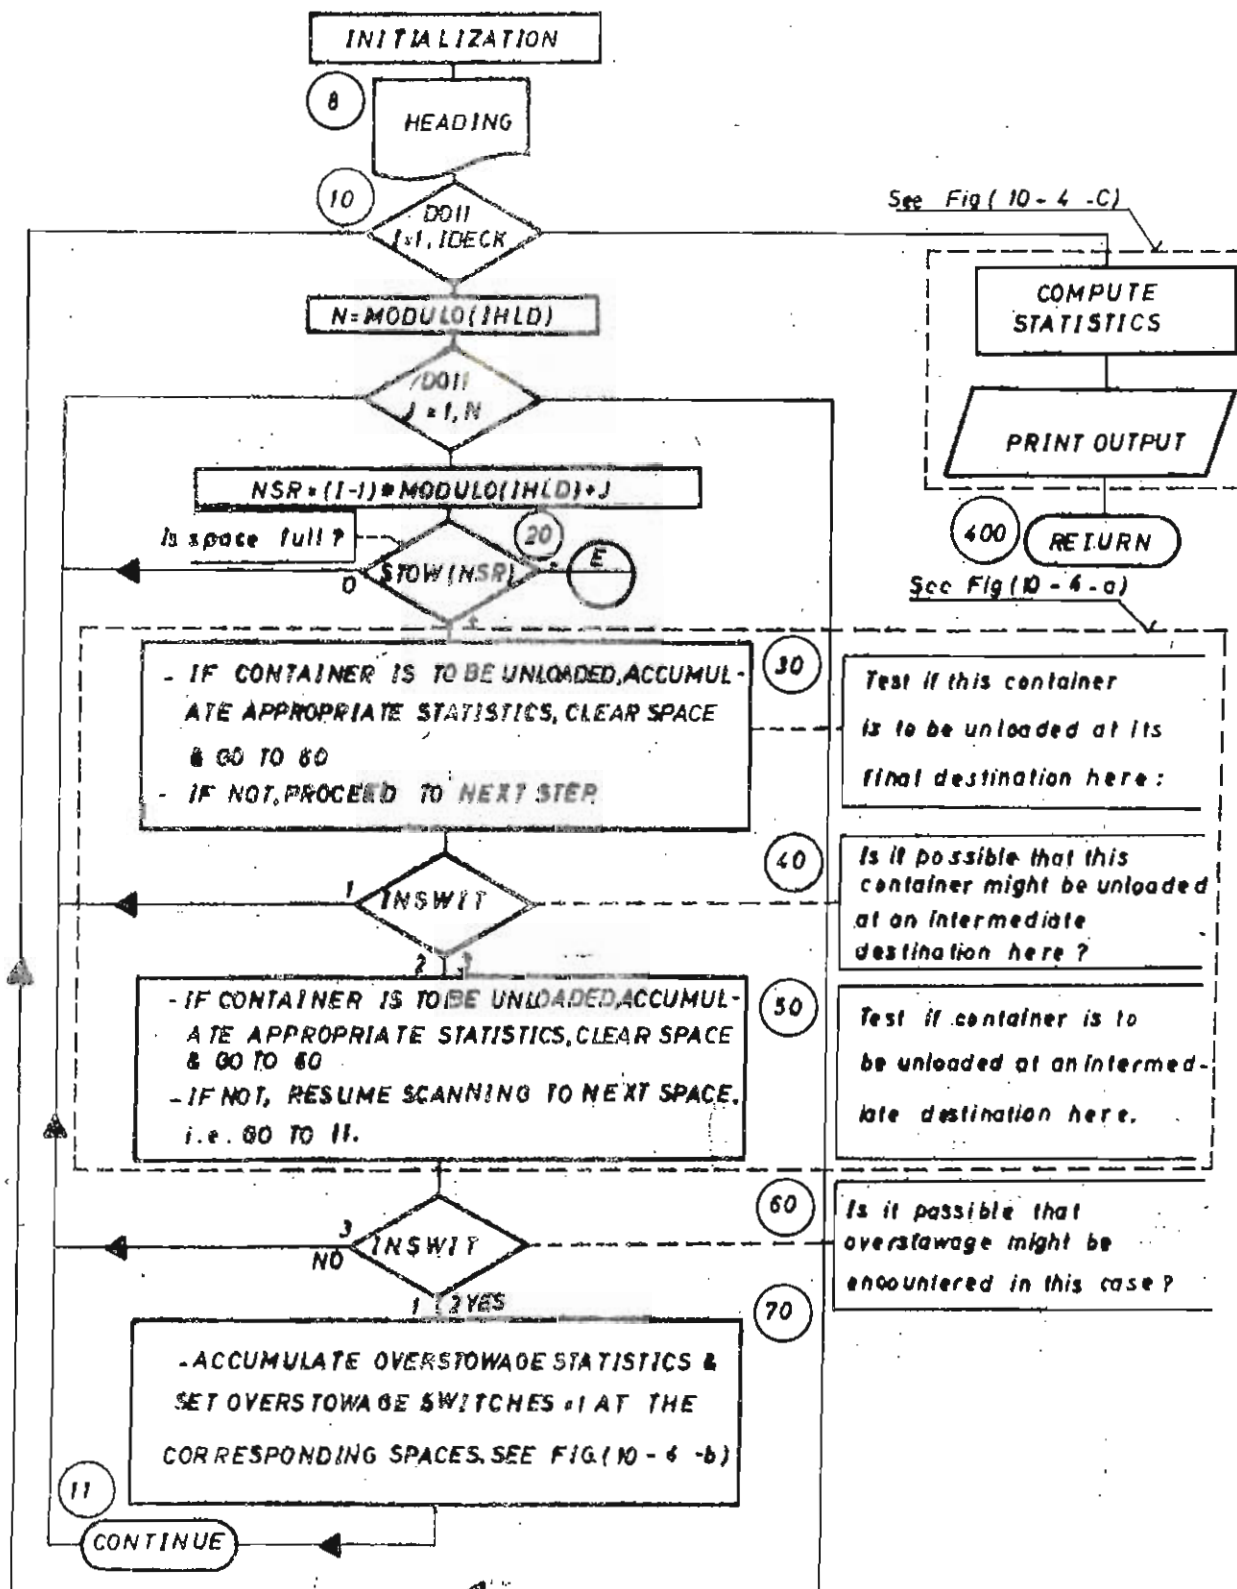 INITIALIZATION
8
HEADING
10
DO11
I=1, IDECK
See Fig ( 10 - 4 - C)
COMPUTE
STATISTICS
N=MODULO(IHLD)
DO11
J = 1, N
PRINT OUTPUT
NSR = (I-1) * MODULO(IHLD)+J
Is space full ?
20
STOW(NSR)
0
2
E
1
400
RETURN
See Fig (10 - 4 - a)
- IF CONTAINER IS TO BE UNLOADED, ACCUMUL-
ATE APPROPRIATE STATISTICS, CLEAR SPACE
& GO TO 60
- IF NOT, PROCEED TO NEXT STEP.
30
Test if this container
is to be unloaded at its
final destination here :
INSWIT
1
2
3
40
Is it possible that this
container might be unloaded
at an intermediate
destination here ?
- IF CONTAINER IS TO BE UNLOADED, ACCUMUL-
ATE APPROPRIATE STATISTICS, CLEAR SPACE
& GO TO 60
- IF NOT, RESUME SCANNING TO NEXT SPACE.
i.e. GO TO 11.
50
Test if container is to
be unloaded at an intermed-
iate destination here.
3
NO
INSWIT
1 2 YES
60
Is it possible that
overstowage might be
encountered in this case ?
70
- ACCUMULATE OVERSTOWAGE STATISTICS &
SET OVERSTOWAGE SWITCHES =1 AT THE
CORRESPONDING SPACES. SEE FIG.(10 - 4 - b)
11
CONTINUE